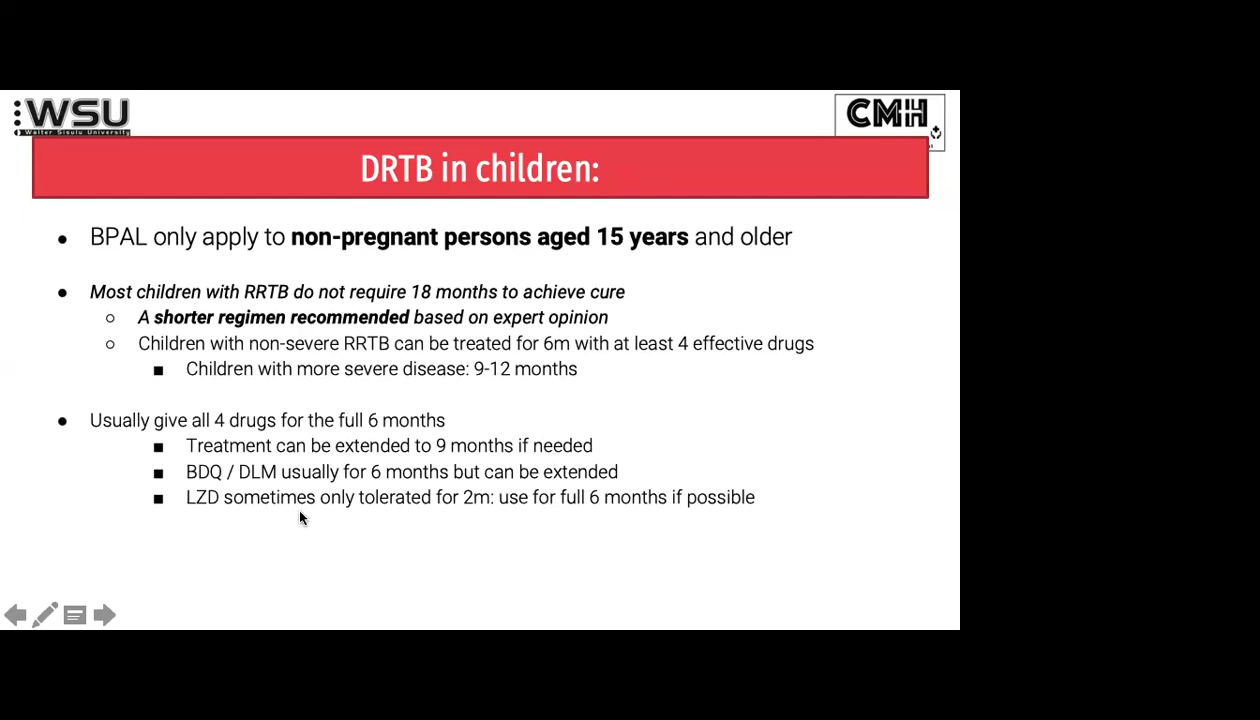 WSU
Walter Sisulu University
CMH
DRTB in children:
● BPAL only apply to non-pregnant persons aged 15 years and older
● Most children with RRTB do not require 18 months to achieve cure
○ A shorter regimen recommended based on expert opinion
○ Children with non-severe RRTB can be treated for 6m with at least 4 effective drugs
■ Children with more severe disease: 9-12 months
● Usually give all 4 drugs for the full 6 months
■ Treatment can be extended to 9 months if needed
■ BDQ / DLM usually for 6 months but can be extended
■ LZD sometimes only tolerated for 2m: use for full 6 months if possible